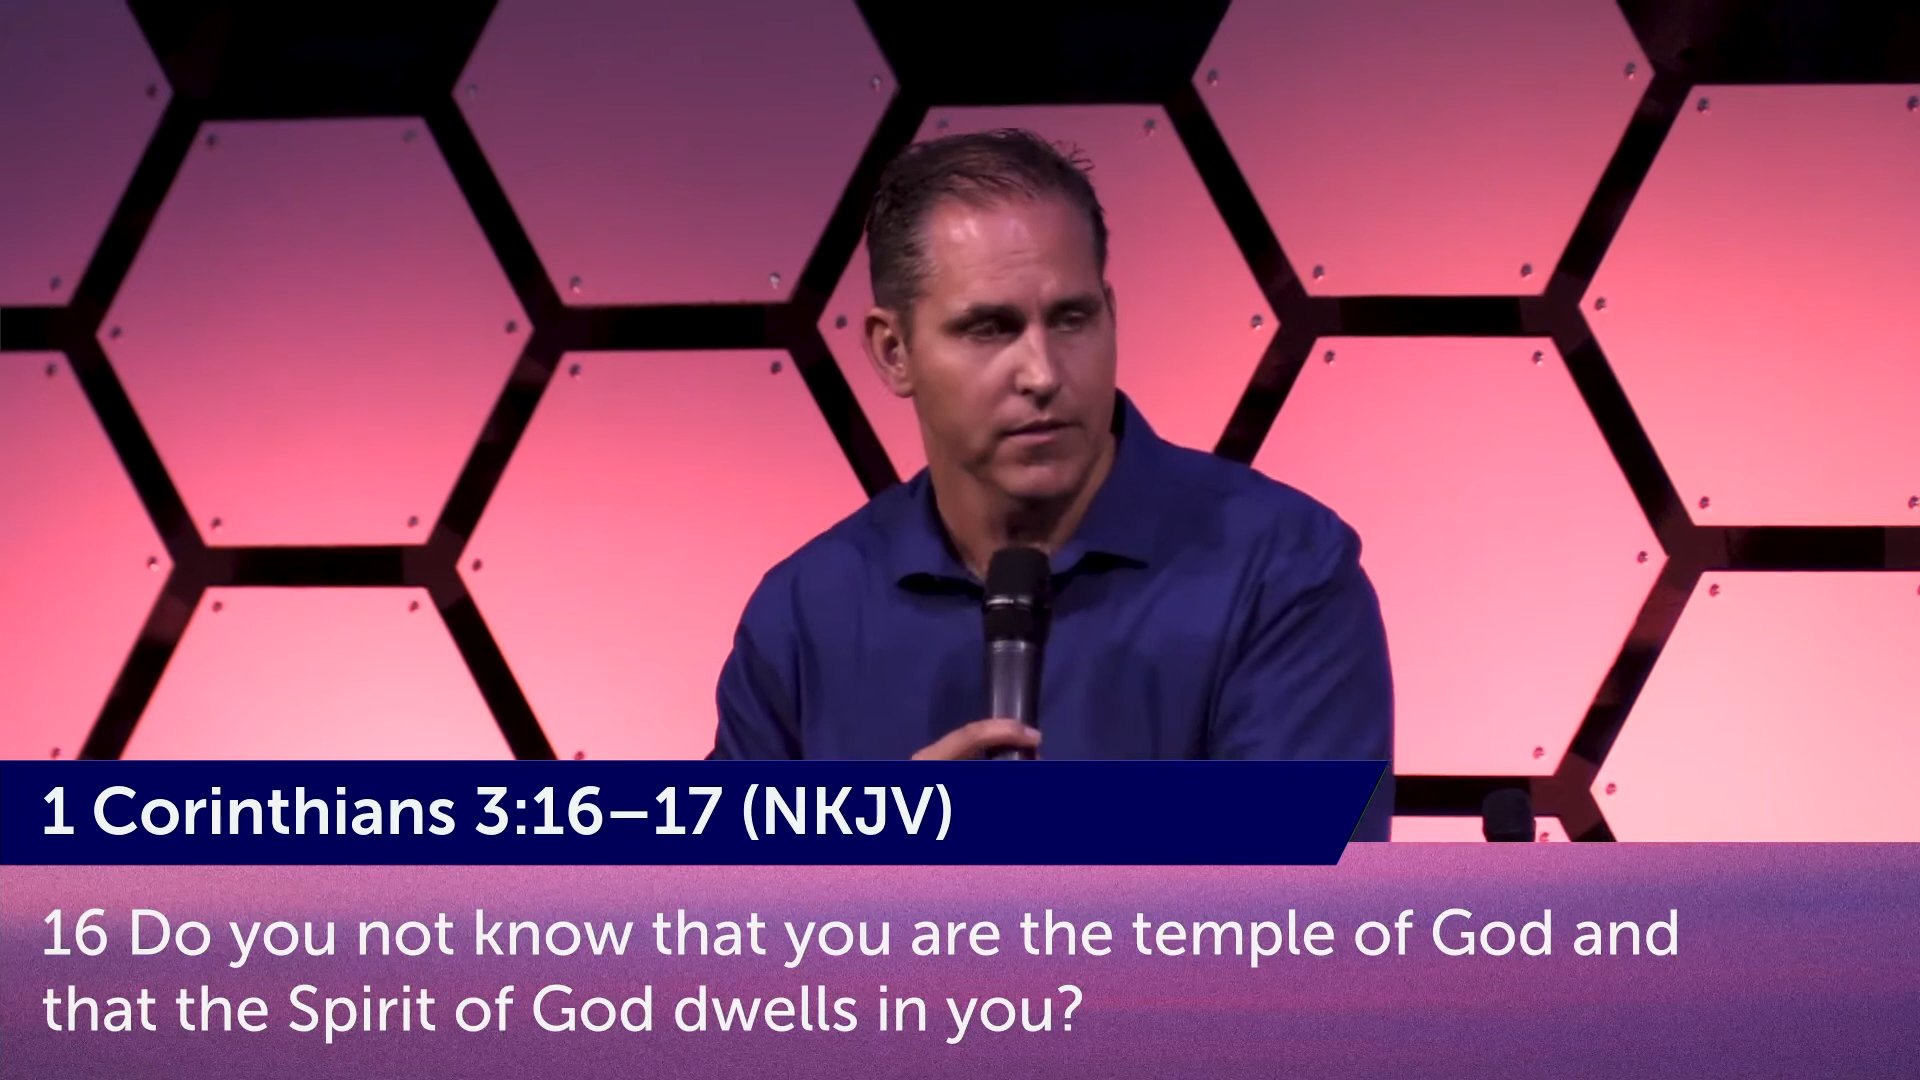 1 Corinthians 3:16–17 (NKJV)
16 Do you not know that you are the temple of God and
that the Spirit of God dwells in you?